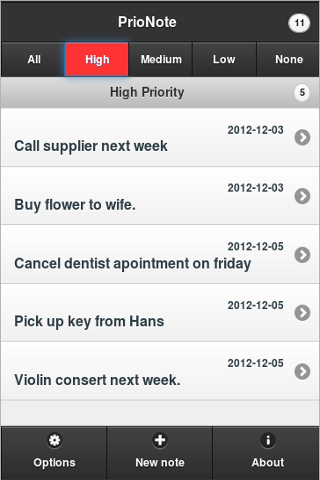 PrioNote 11
All High Medium Low None
High Priority 5
2012-12-03
Call supplier next week
2012-12-03
Buy flower to wife.
2012-12-05
Cancel dentist apointment on friday
2012-12-05
Pick up key from Hans
2012-12-05
Violin consert next week.
Options New note About